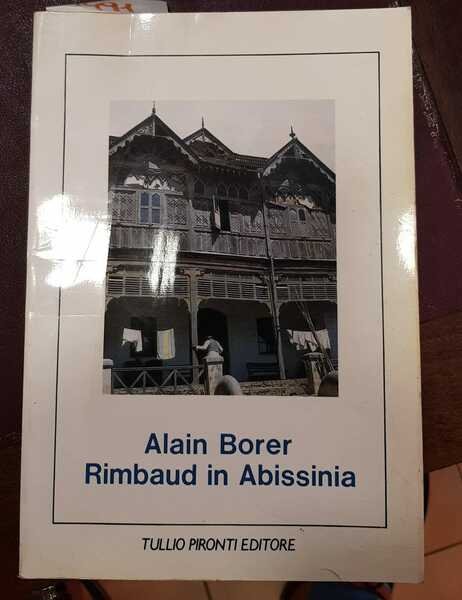 Alain Borer
Rimbaud in Abissinia
TULLIO PIRONTI EDITORE